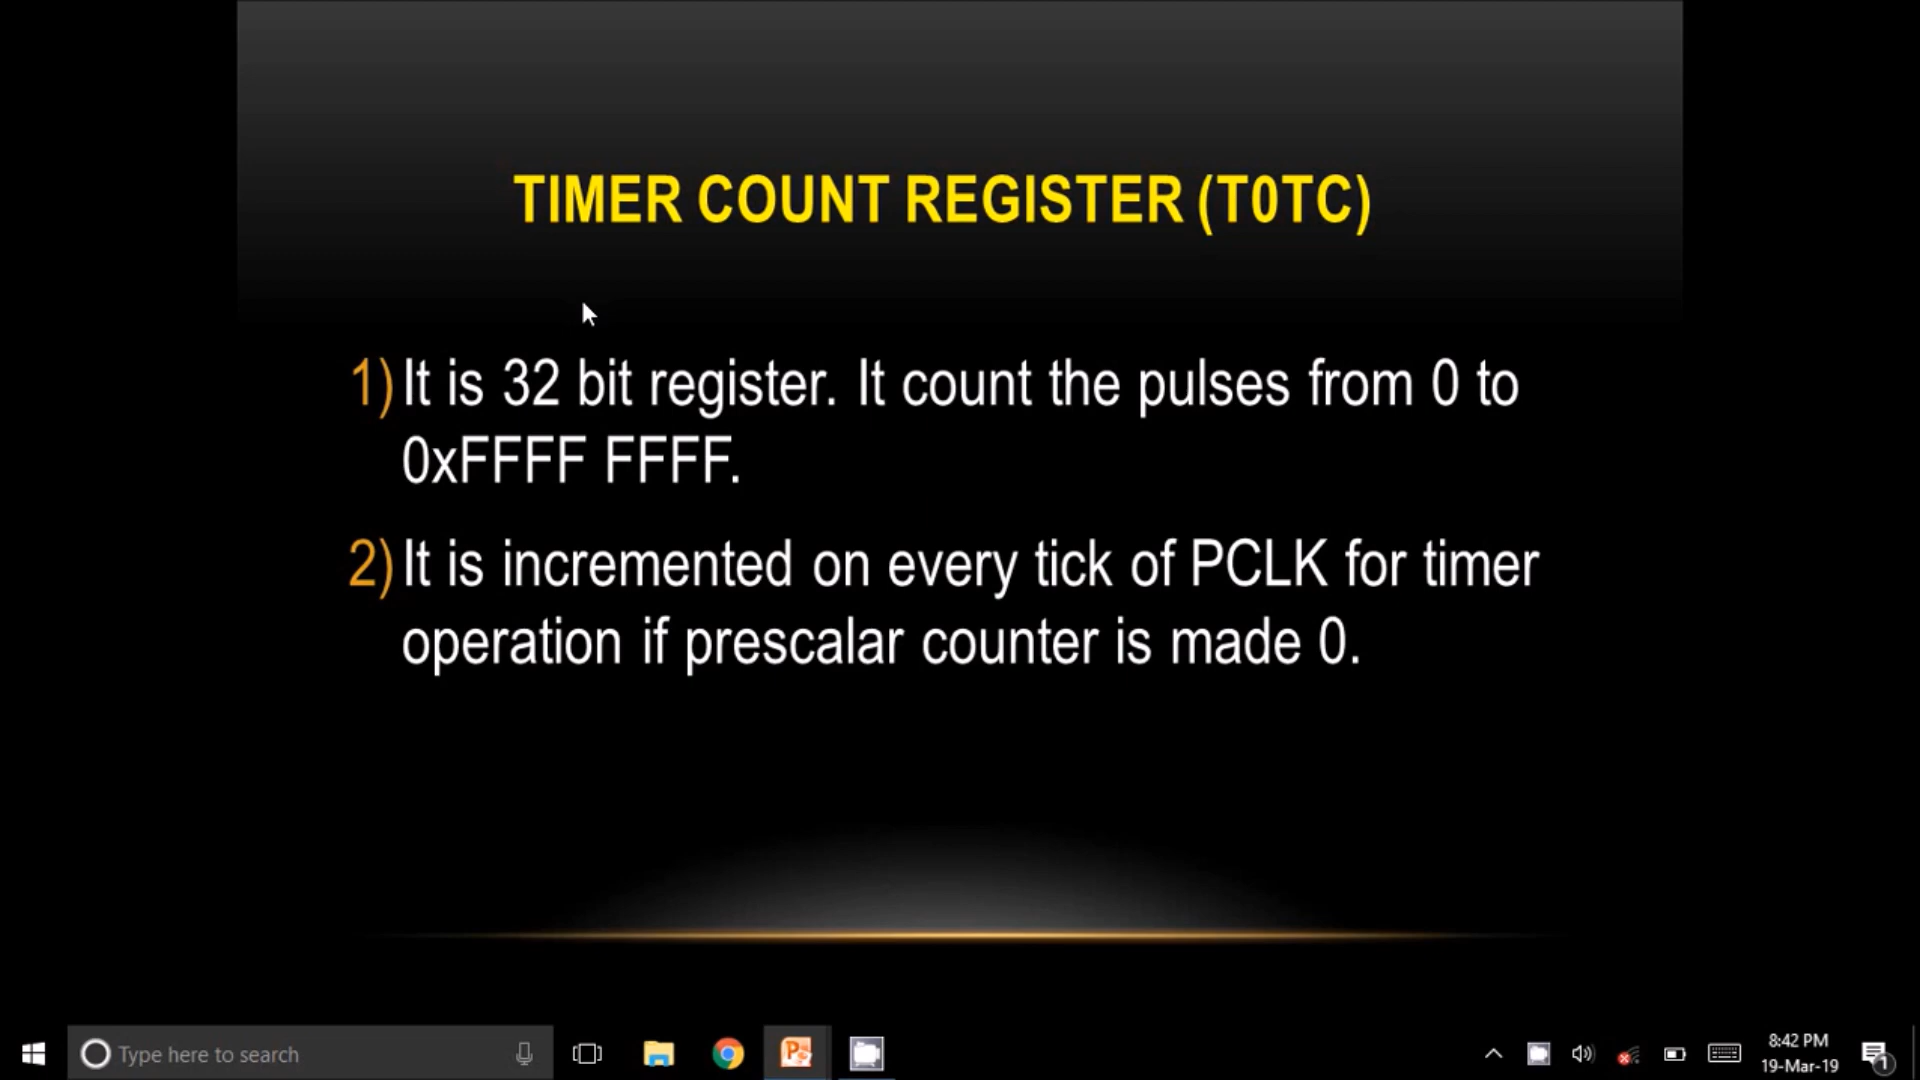 TIMER COUNT REGISTER (T0TC)
1) It is 32 bit register. It count the pulses from 0 to
0xFFFF FFFF.
2) It is incremented on every tick of PCLK for timer
operation if prescalar counter is made 0.
Type here to search
8:42 PM
19-Mar-19
1